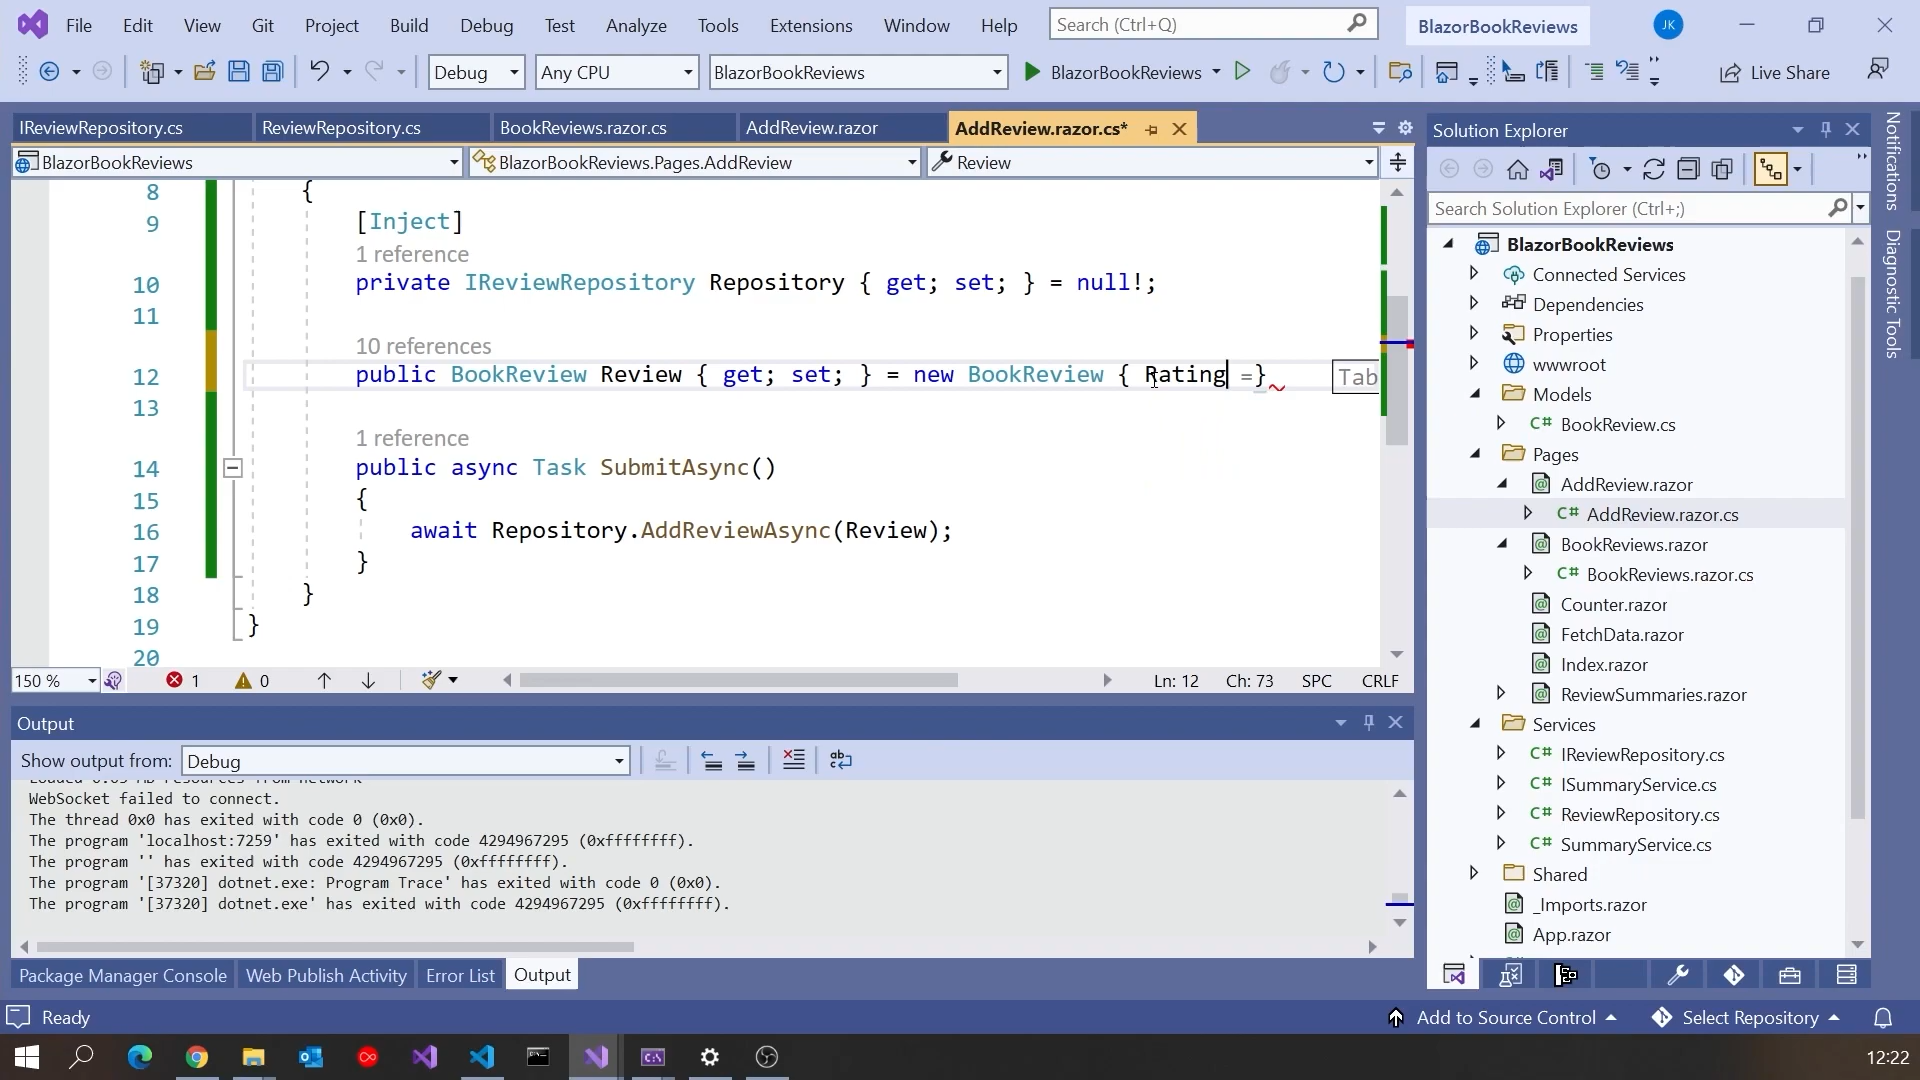 File Edit View Git Project Build Debug Test Analyze Tools Extensions Window Help Search (Ctrl+Q) BlazorBookReviews JK
Debug Any CPU BlazorBookReviews BlazorBookReviews Live Share
IReviewRepository.cs ReviewRepository.cs BookReviews.razor.cs AddReview.razor AddReview.razor.cs*
BlazorBookReviews BlazorBookReviews.Pages.AddReview Review
8 {
9 [Inject]
1 reference
10 private IReviewRepository Repository { get; set; } = null!;
11
10 references
12 public BookReview Review { get; set; } = new BookReview { Rating =} Tab
13
1 reference
14 public async Task SubmitAsync()
15 {
16 await Repository.AddReviewAsync(Review);
17 }
18 }
19 }
20
150 % 1 0 Ln: 12 Ch: 73 SPC CRLF
Output
Show output from: Debug
WebSocket failed to connect.
The thread 0x0 has exited with code 0 (0x0).
The program 'localhost:7259' has exited with code 4294967295 (0xffffffff).
The program '' has exited with code 4294967295 (0xffffffff).
The program '[37320] dotnet.exe: Program Trace' has exited with code 0 (0x0).
The program '[37320] dotnet.exe' has exited with code 4294967295 (0xffffffff).
Package Manager Console Web Publish Activity Error List Output
Solution Explorer
Search Solution Explorer (Ctrl+;)
BlazorBookReviews
Connected Services
Dependencies
Properties
wwwroot
Models
C# BookReview.cs
Pages
AddReview.razor
C# AddReview.razor.cs
BookReviews.razor
C# BookReviews.razor.cs
Counter.razor
FetchData.razor
Index.razor
ReviewSummaries.razor
Services
C# IReviewRepository.cs
C# ISummaryService.cs
C# ReviewRepository.cs
C# SummaryService.cs
Shared
_Imports.razor
App.razor
Notifications
Diagnostic Tools
Ready Add to Source Control Select Repository
12:22